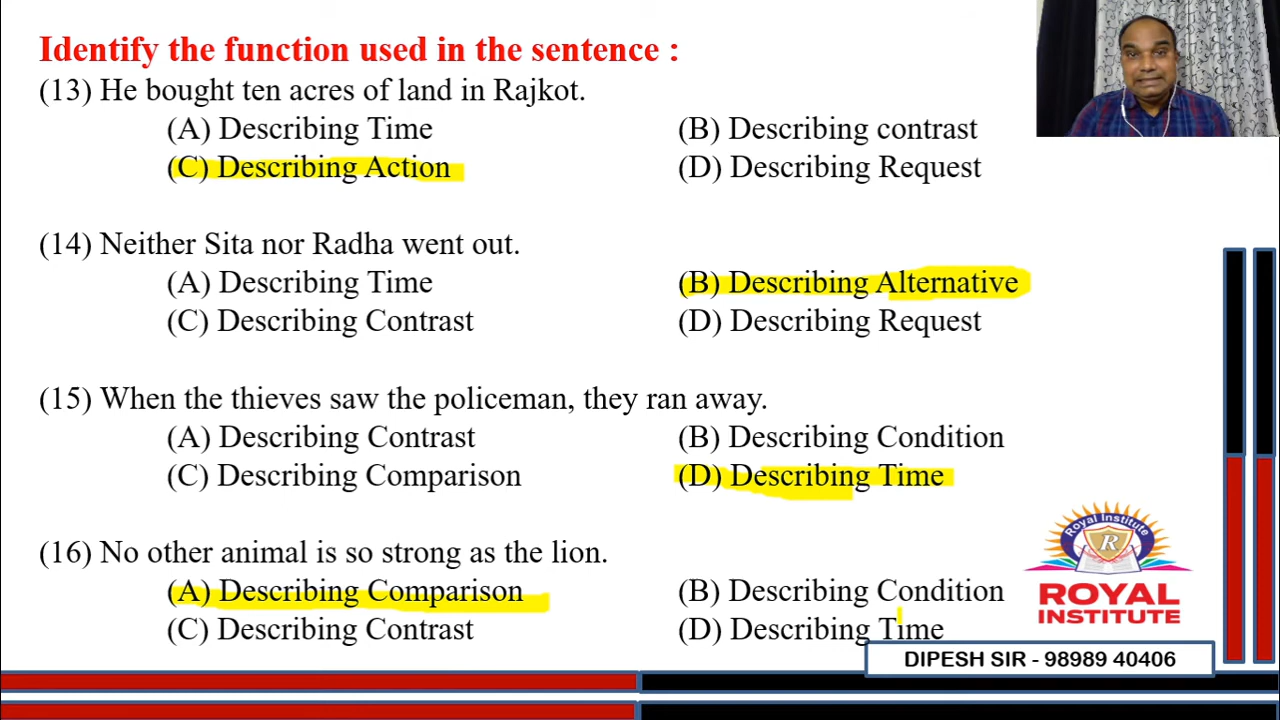 Identify the function used in the sentence :
(13) He bought ten acres of land in Rajkot.
(A) Describing Time (B) Describing contrast
(C) Describing Action (D) Describing Request
(14) Neither Sita nor Radha went out.
(A) Describing Time (B) Describing Alternative
(C) Describing Contrast (D) Describing Request
(15) When the thieves saw the policeman, they ran away.
(A) Describing Contrast (B) Describing Condition
(C) Describing Comparison (D) Describing Time
(16) No other animal is so strong as the lion.
(A) Describing Comparison (B) Describing Condition
(C) Describing Contrast (D) Describing Time
Royal Institute
R
ROYAL
INSTITUTE
DIPESH SIR - 98989 40406